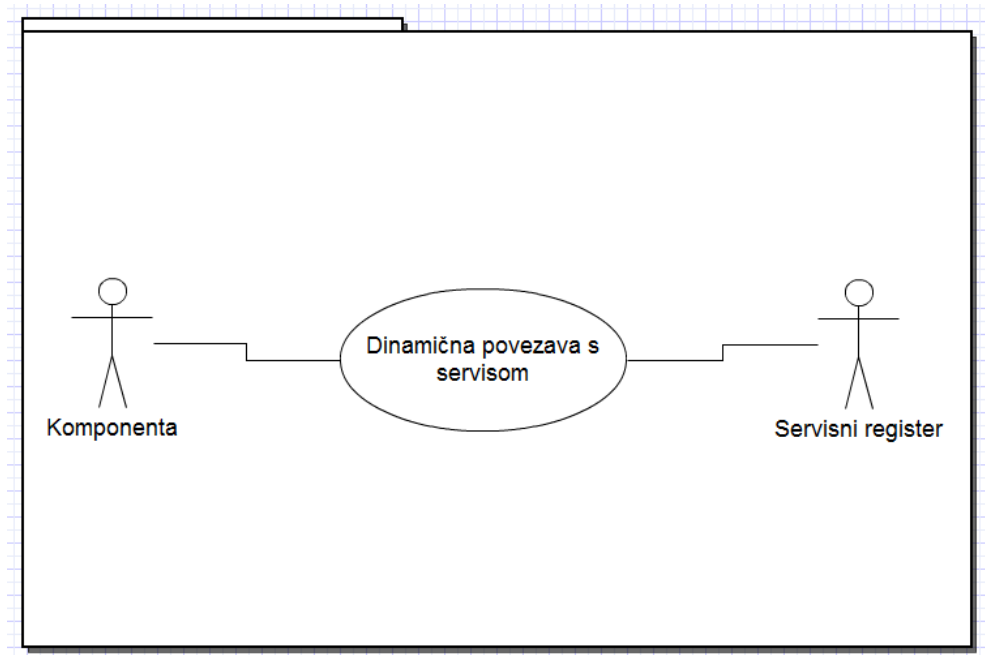 Dinamična povezava s
servisom
Komponenta
Servisni register